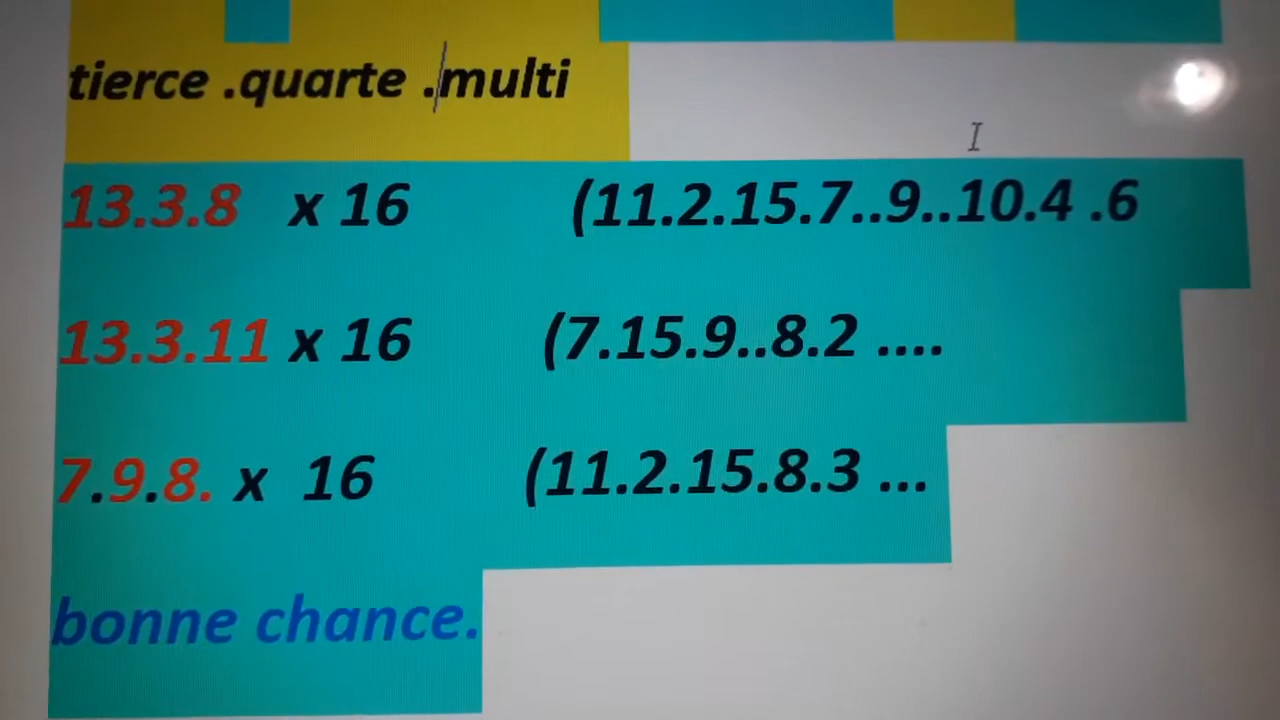 tierce .quarte .multi
13.3.8 x 16 (11.2.15.7..9..10.4 .6
13.3.11 x 16 (7.15.9..8.2 ....
7.9.8. x 16 (11.2.15.8.3 ...
bonne chance.